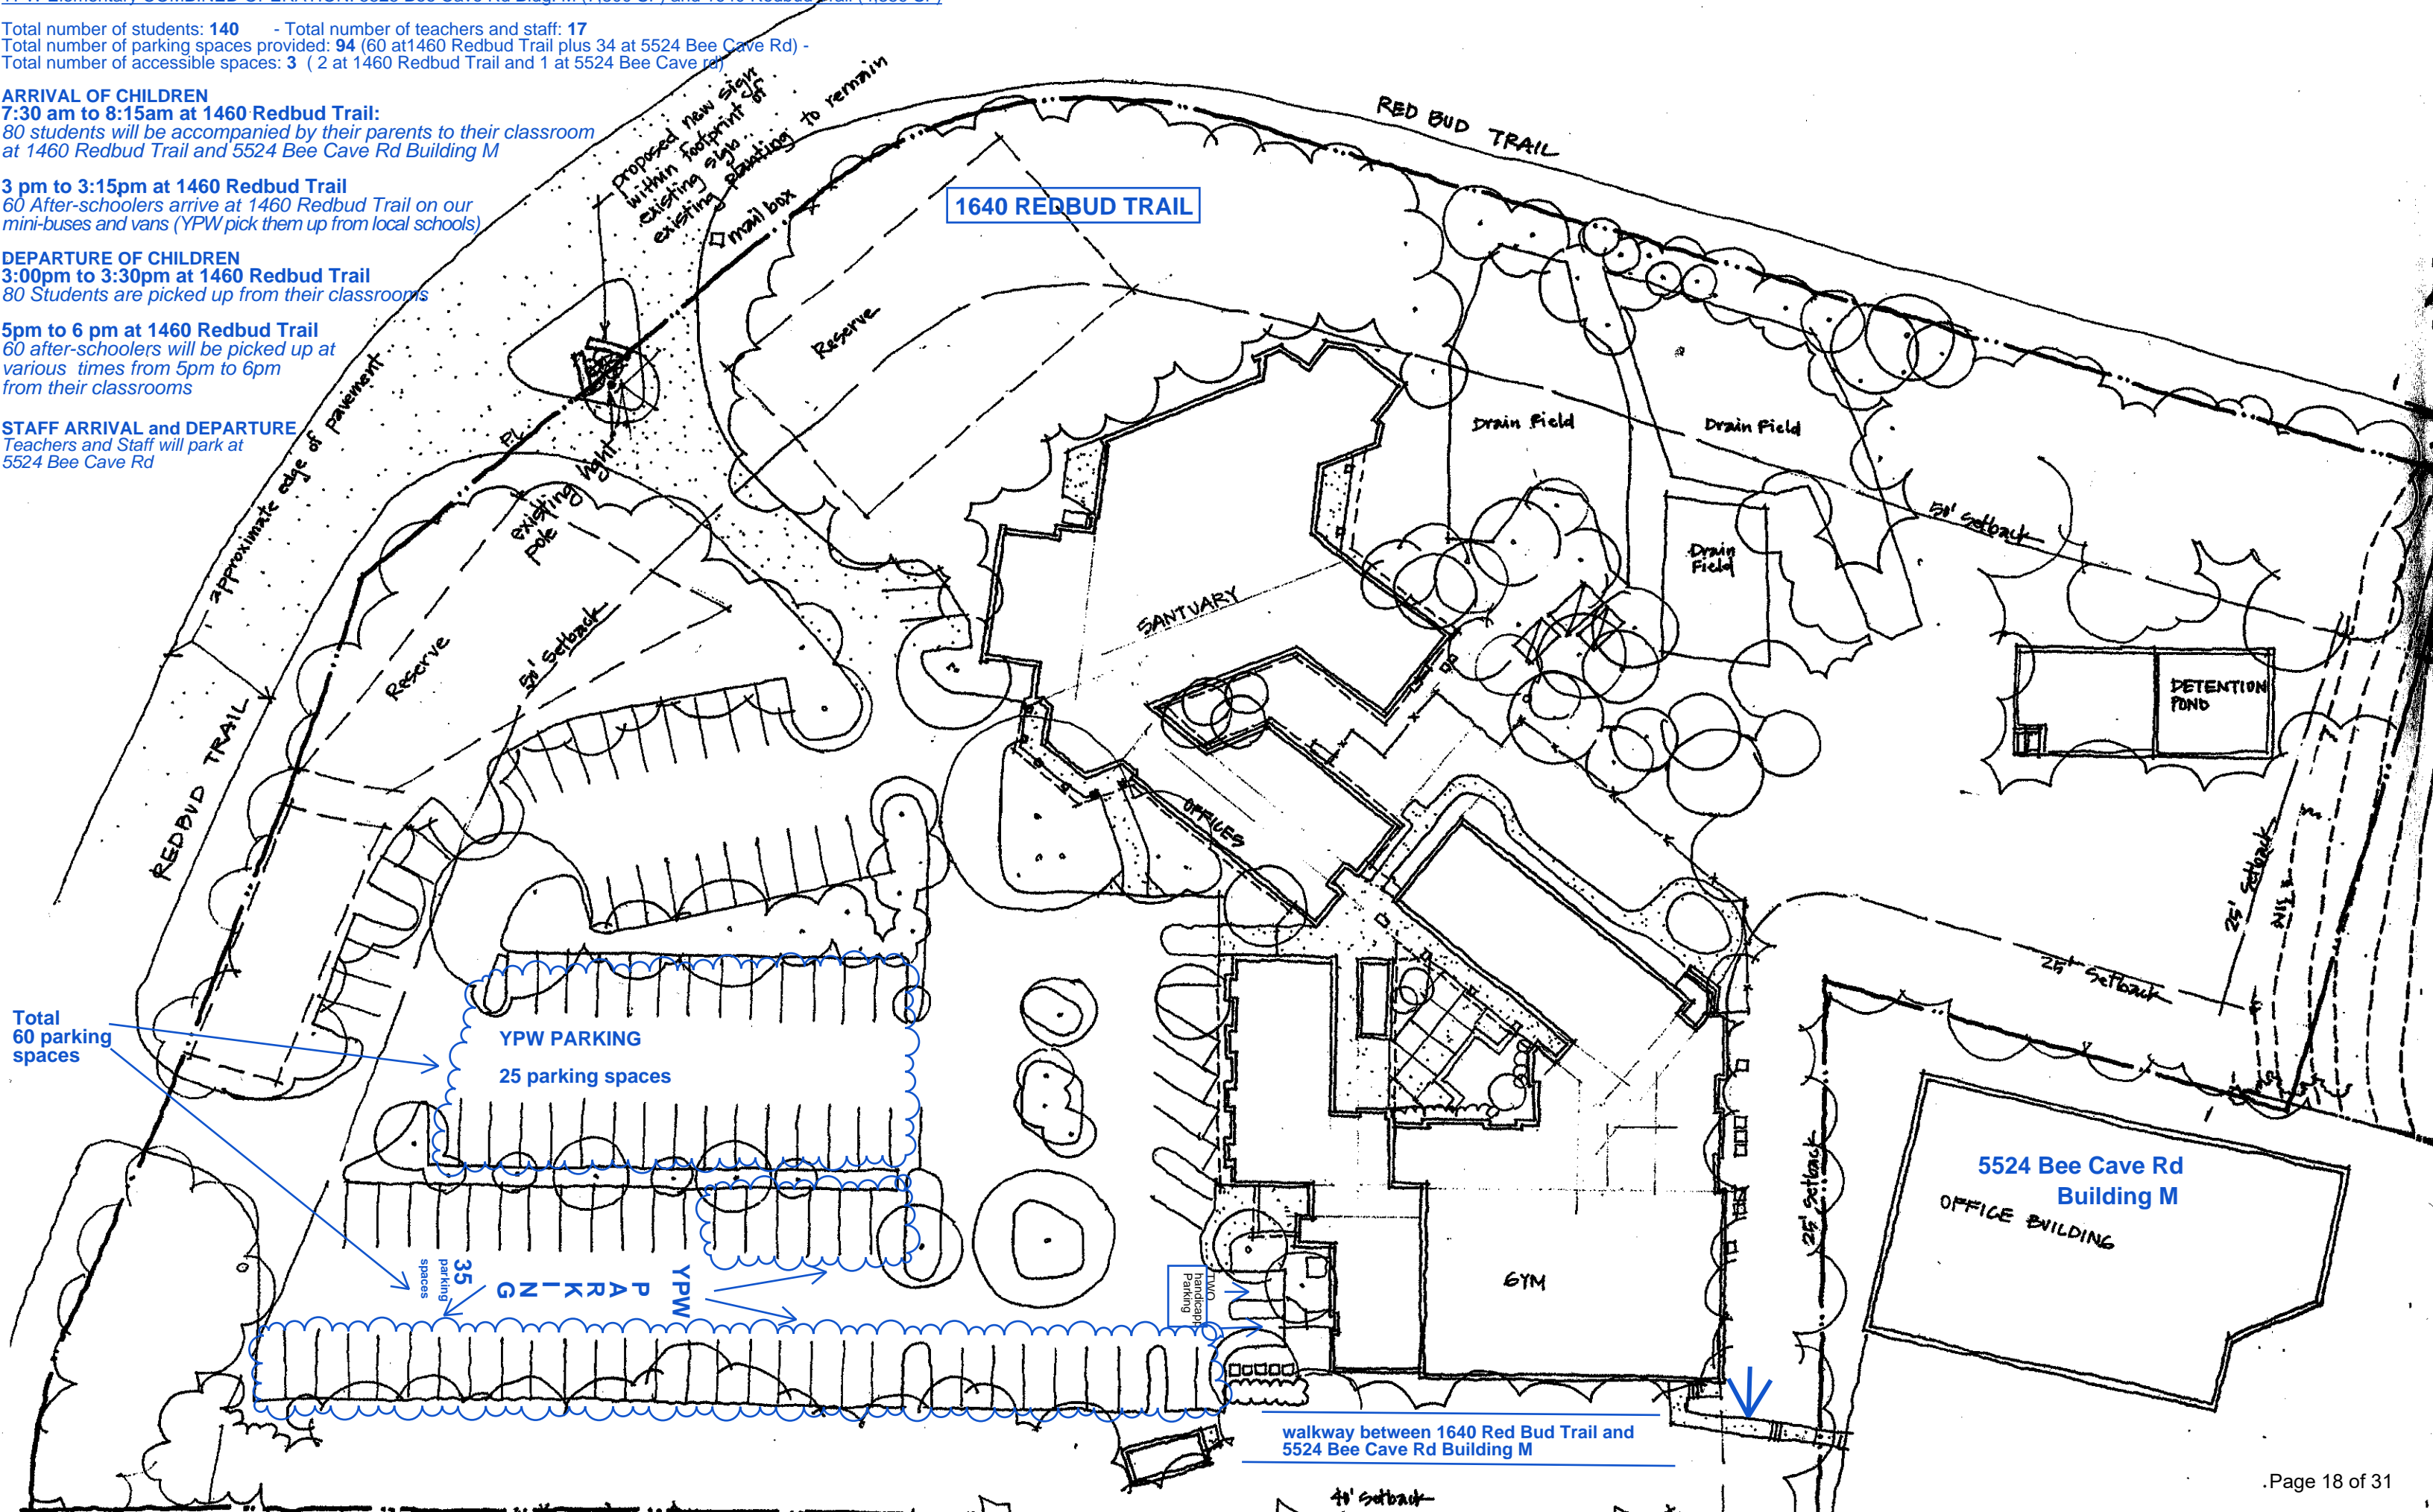 Total number of students: 140 - Total number of teachers and staff: 17
Total number of parking spaces provided: 94 (60 at1460 Redbud Trail plus 34 at 5524 Bee Cave Rd) -
Total number of accessible spaces: 3 ( 2 at 1460 Redbud Trail and 1 at 5524 Bee Cave rd)
ARRIVAL OF CHILDREN
7:30 am to 8:15am at 1460 Redbud Trail:
80 students will be accompanied by their parents to their classroom
at 1460 Redbud Trail and 5524 Bee Cave Rd Building M
3 pm to 3:15pm at 1460 Redbud Trail
60 After-schoolers arrive at 1460 Redbud Trail on our
mini-buses and vans (YPW pick them up from local schools)
DEPARTURE OF CHILDREN
3:00pm to 3:30pm at 1460 Redbud Trail
80 Students are picked up from their classrooms
5pm to 6 pm at 1460 Redbud Trail
60 after-schoolers will be picked up at
various times from 5pm to 6pm
from their classrooms
STAFF ARRIVAL and DEPARTURE
Teachers and Staff will park at
5524 Bee Cave Rd
proposed new sign
within footprint of
existing sign.
existing planting to remain
mail box
RED BUD TRAIL
1640 REDBUD TRAIL
Reserve
approximate edge of pavement
P.L.
existing light
pole
Drain Field
Drain Field
Drain
Field
50' Setback
SANTUARY
Reserve
50' Setback
REDBUD TRAIL
DETENTION
POND
OFFICES
25' Setback
25' Setback
Total
60 parking
spaces
YPW PARKING
25 parking spaces
25' Setback
5524 Bee Cave Rd
Building M
OFFICE BUILDING
35
parking
spaces
YPW
PARKING
TWO
handicapp
Parking
GYM
walkway between 1640 Red Bud Trail and
5524 Bee Cave Rd Building M
40' Setback
Page 18 of 31